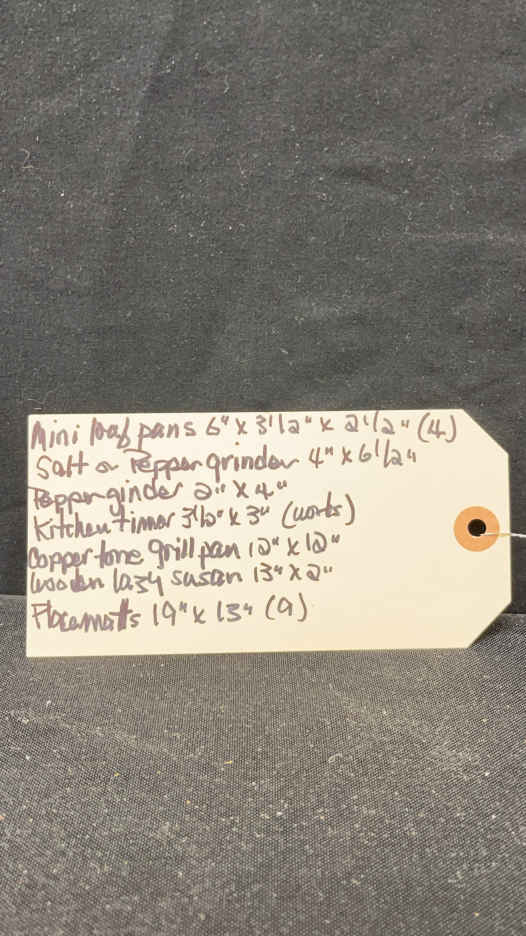 Mini loaf pans 6" x 3 1/2" x 2 1/2" (4)
Salt or Pepper grinder 4" x 6 1/2"
Pepper ginder 2" x 4"
Kitchen timer 3 1/2" x 3" (works)
Copper tone grill pan 12" x 12"
Wooden lazy susan 13" x 2"
Placematts 19" x 13" (9)